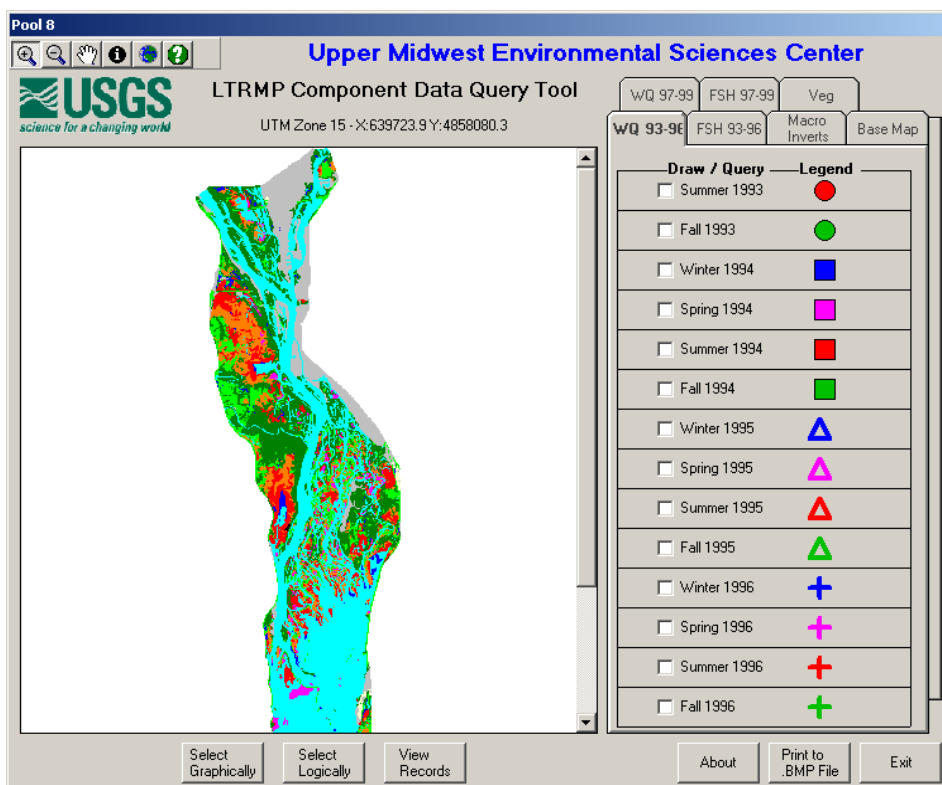 Pool 8
Upper Midwest Environmental Sciences Center
USGS
science for a changing world
LTRMP Component Data Query Tool
UTM Zone 15 - X:639723.9 Y:4858080.3
WQ 97-99
FSH 97-99
Veg
WQ 93-96
FSH 93-96
Macro
Inverts
Base Map
Draw / Query
Legend
Summer 1993
Fall 1993
Winter 1994
Spring 1994
Summer 1994
Fall 1994
Winter 1995
Spring 1995
Summer 1995
Fall 1995
Winter 1996
Spring 1996
Summer 1996
Fall 1996
Select
Graphically
Select
Logically
View
Records
About
Print to
.BMP File
Exit